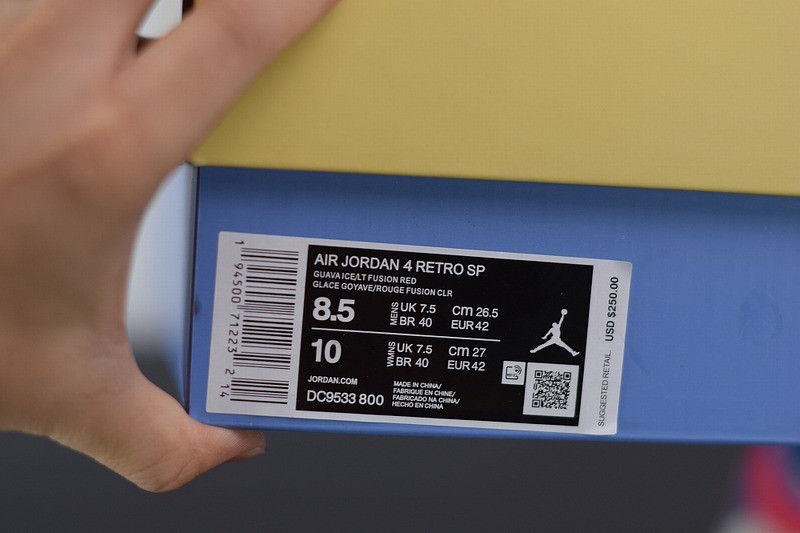 AIR JORDAN 4 RETRO SP
GUAVA ICE/LT FUSION RED
GLACE GOYAVE/ROUGE FUSION CLR
8.5 MENS UK 7.5 cm 26.5
BR 40 EUR 42
10 WMNS UK 7.5 cm 27
BR 40 EUR 42
JORDAN.COM
DC9533 800
MADE IN CHINA/
FABRIQUE EN CHINE/
FABRICADO NA CHINA/
HECHO EN CHINA
1 94500 71223 2 14
SUGGESTED RETAIL USD $250.00